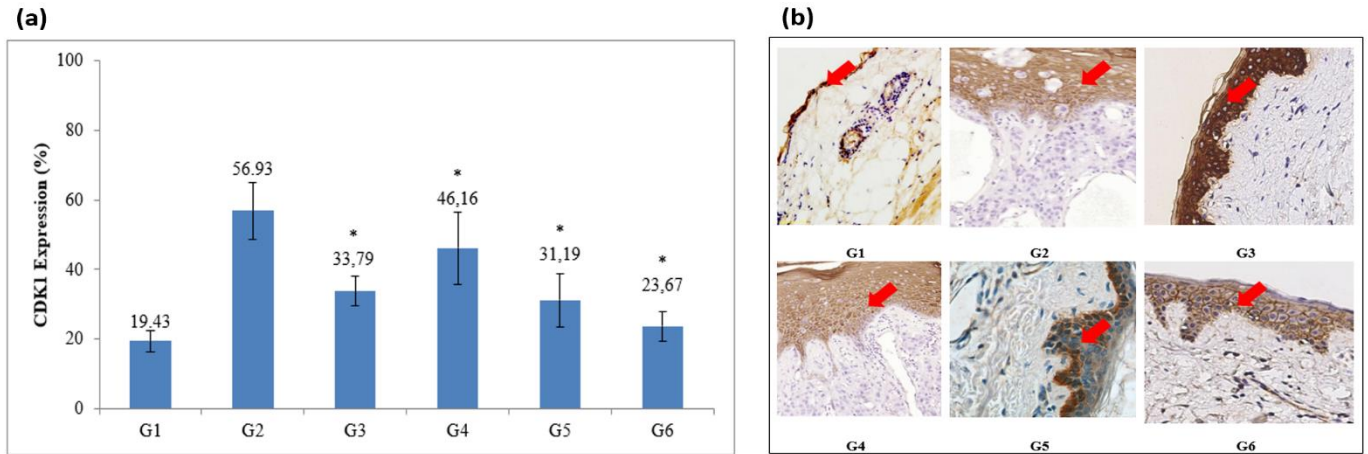 (a)
(b)
CDK1 Expression (%)
100
80
60
40
20
0
19.43
56.93
*
33,79
*
46,16
*
31,19
*
23,67
G1 G2 G3 G4 G5 G6
G1 G2 G3
G4 G5 G6